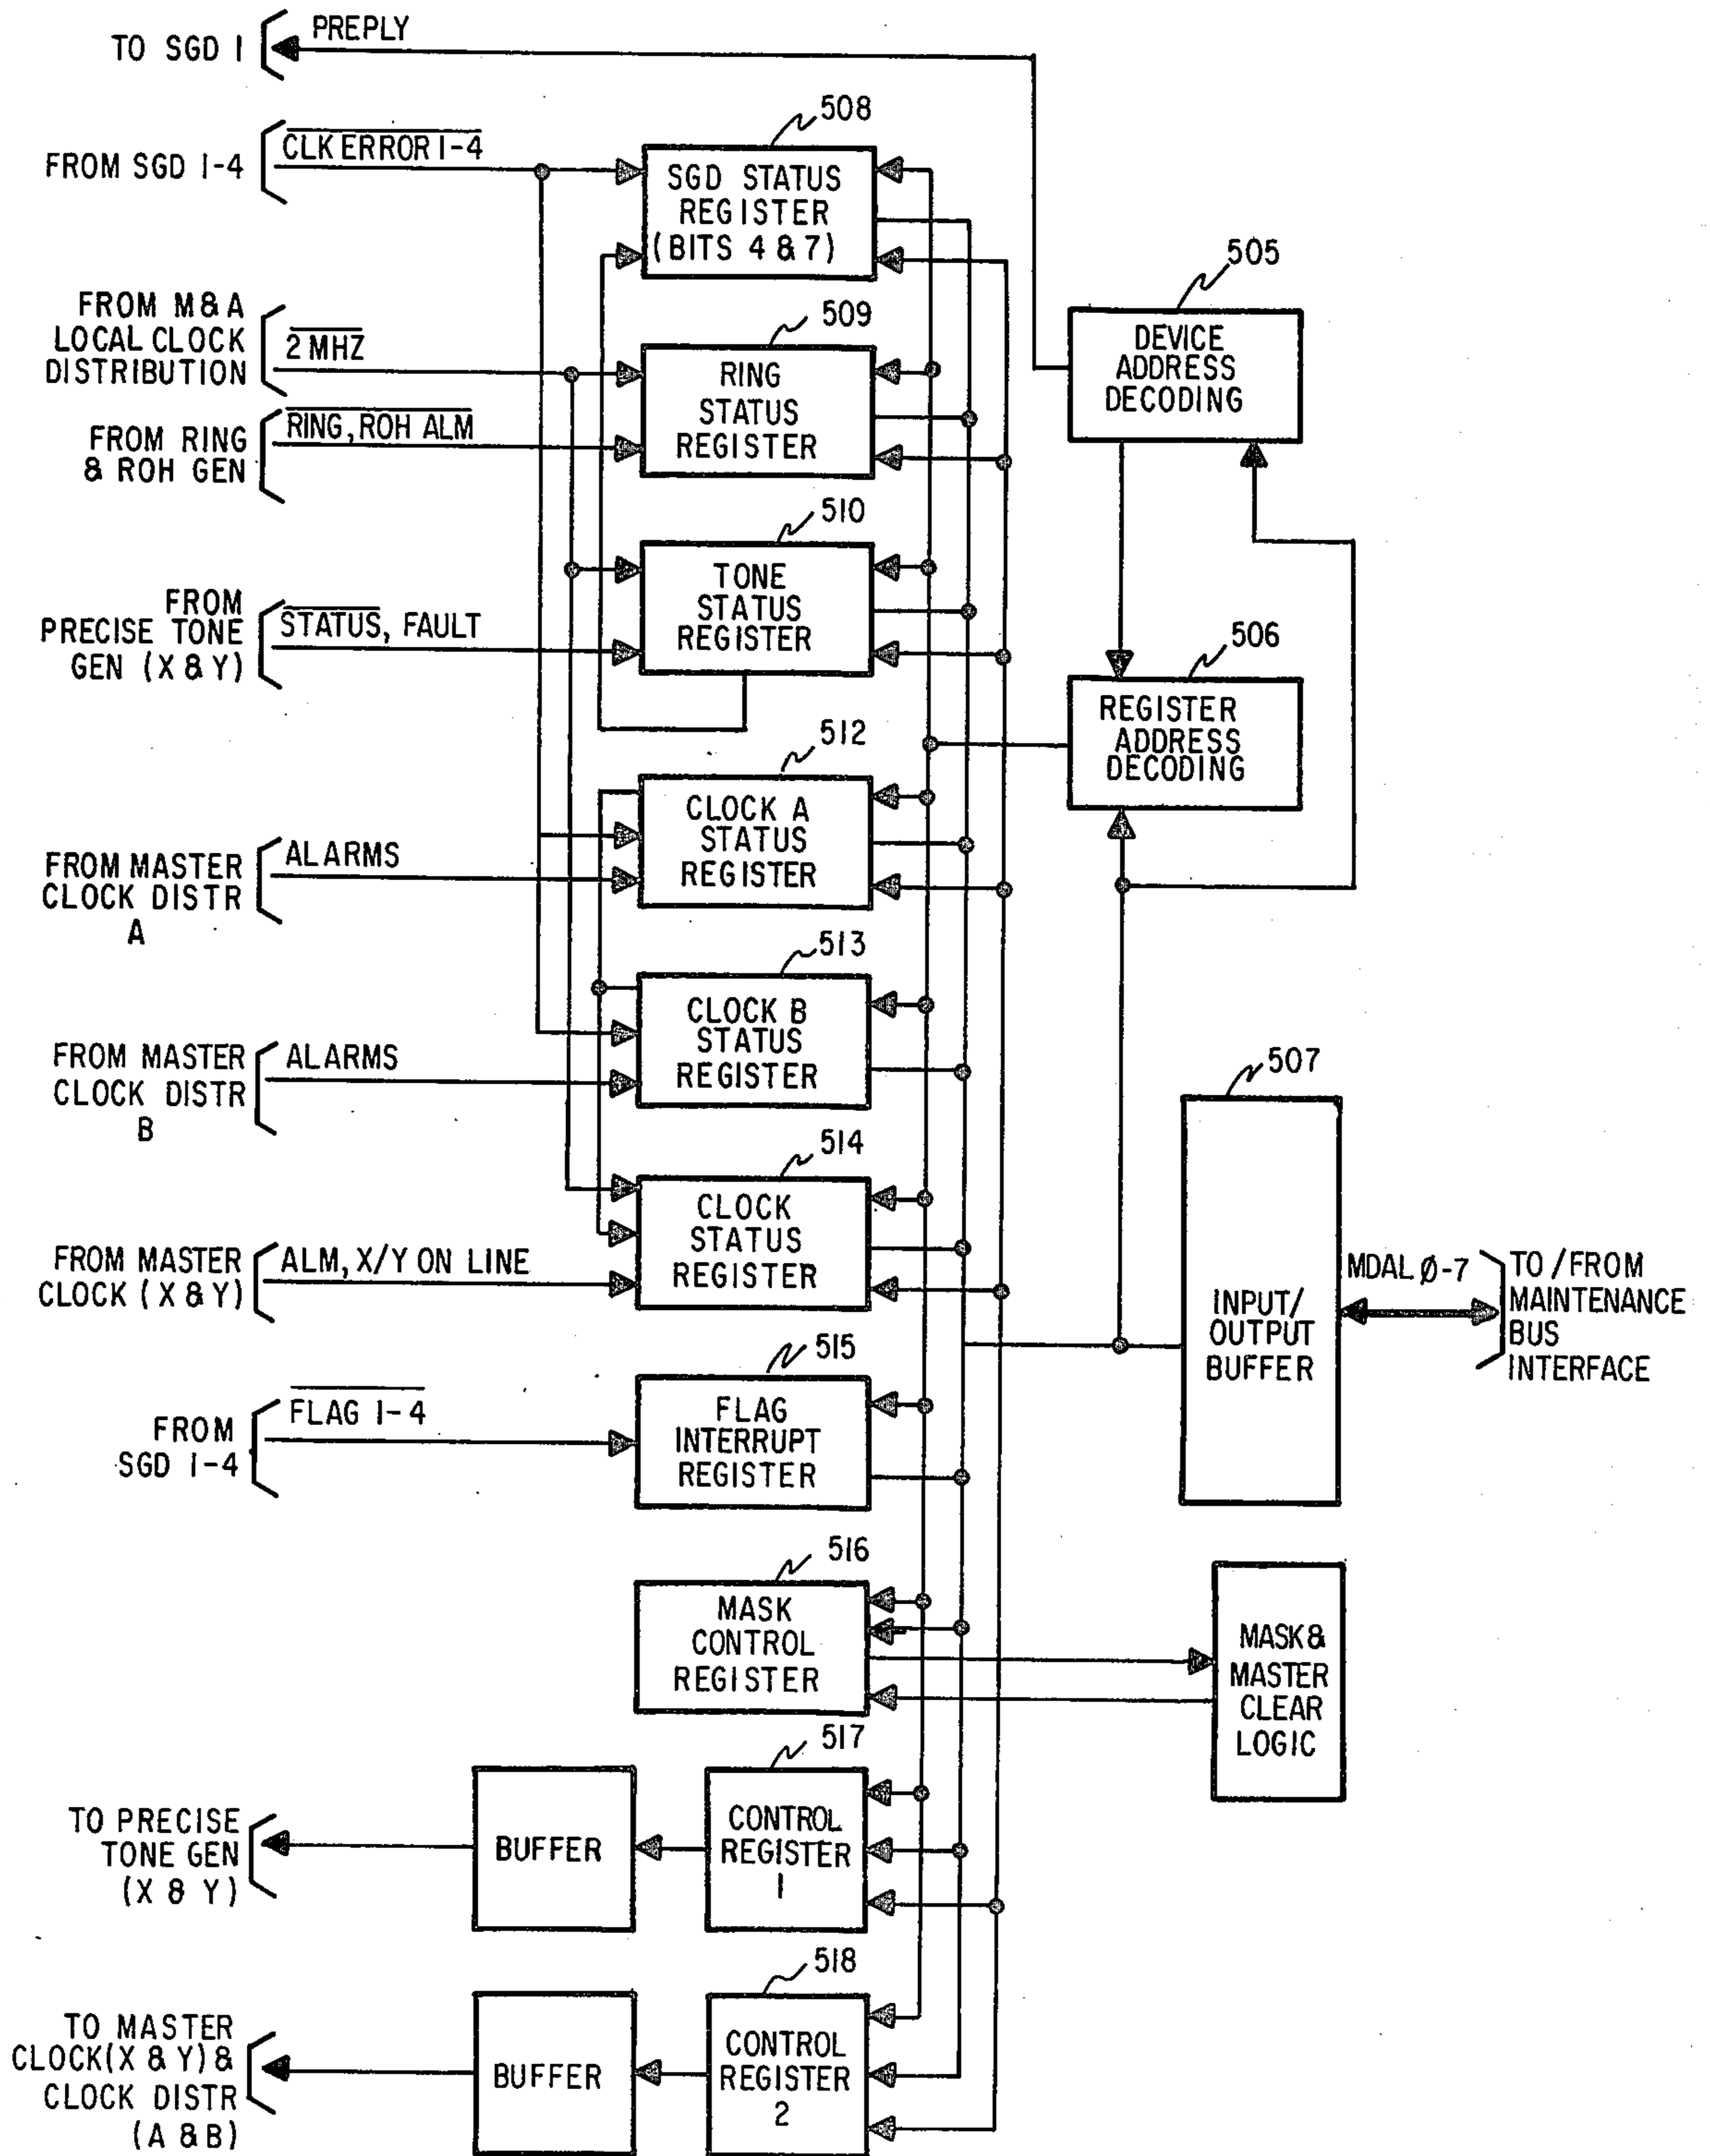 TO SGD 1
PREPLY
FROM SGD 1-4
CLK ERROR 1-4
508
SGD STATUS
REGISTER
(BITS 4 & 7)
505
DEVICE
ADDRESS
DECODING
FROM M&A
LOCAL CLOCK
DISTRIBUTION
2 MHZ
509
RING
STATUS
REGISTER
FROM RING
& ROH GEN
RING, ROH ALM
510
TONE
STATUS
REGISTER
FROM
PRECISE TONE
GEN (X & Y)
STATUS, FAULT
506
REGISTER
ADDRESS
DECODING
512
CLOCK A
STATUS
REGISTER
FROM MASTER
CLOCK DISTR
A
ALARMS
513
CLOCK B
STATUS
REGISTER
FROM MASTER
CLOCK DISTR
B
ALARMS
507
INPUT/
OUTPUT
BUFFER
MDAL Ø-7
TO/FROM
MAINTENANCE
BUS
INTERFACE
514
CLOCK
STATUS
REGISTER
FROM MASTER
CLOCK (X & Y)
ALM, X/Y ON LINE
515
FLAG
INTERRUPT
REGISTER
FROM
SGD 1-4
FLAG 1-4
516
MASK
CONTROL
REGISTER
MASK &
MASTER
CLEAR
LOGIC
517
CONTROL
REGISTER
1
BUFFER
TO PRECISE
TONE GEN
(X & Y)
518
CONTROL
REGISTER
2
BUFFER
TO MASTER
CLOCK(X & Y)&
CLOCK DISTR
(A & B)